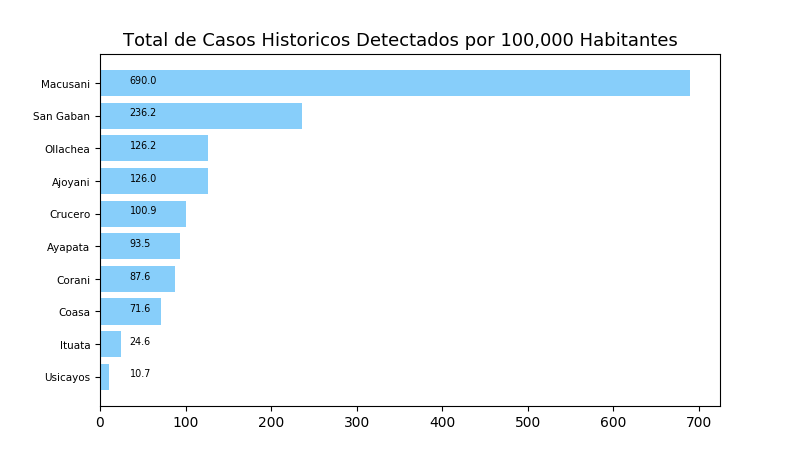 Total de Casos Historicos Detectados por 100,000 Habitantes
Macusani 690.0
San Gaban 236.2
Ollachea 126.2
Ajoyani 126.0
Crucero 100.9
Ayapata 93.5
Corani 87.6
Coasa 71.6
Ituata 24.6
Usicayos 10.7
0 100 200 300 400 500 600 700